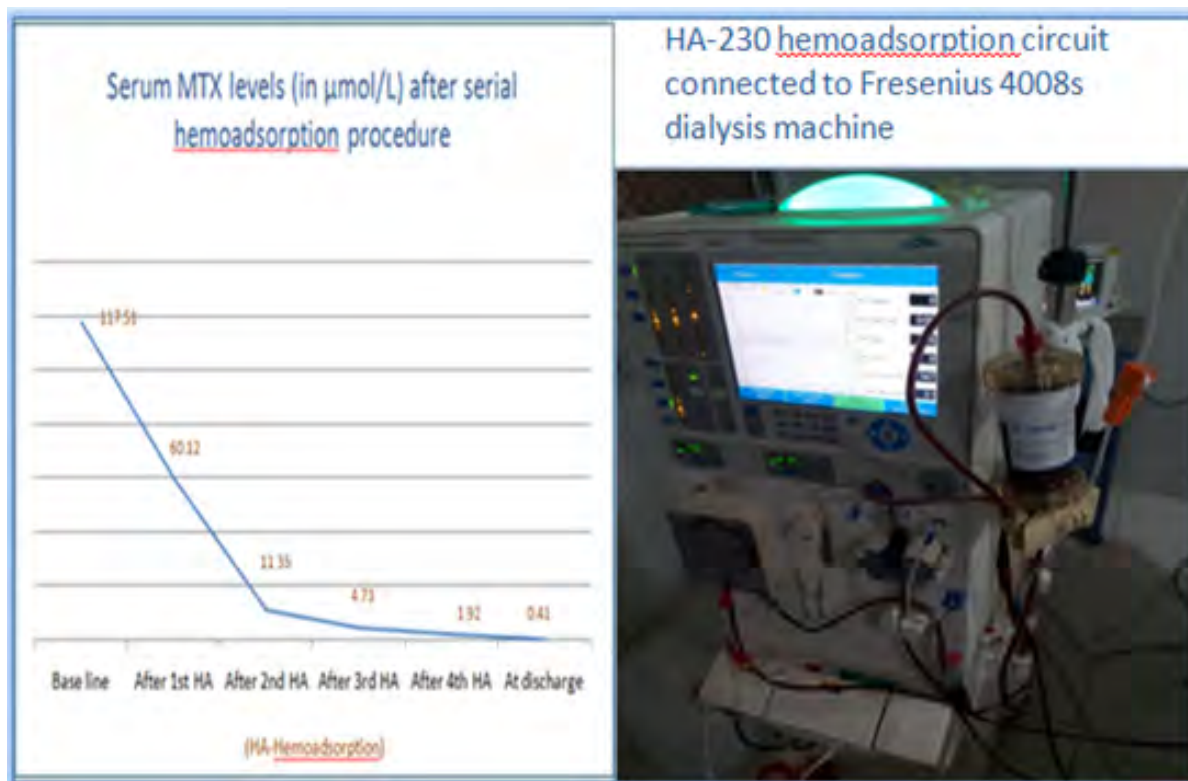 Serum MTX levels (in µmol/L) after serial
hemoadsorption procedure
117.51
60.12
11.35
4.73
1.92
0.41
Base line After 1st HA After 2nd HA After 3rd HA After 4th HA At discharge
(HA-Hemoadsorption)
HA-230 hemoadsorption circuit
connected to Fresenius 4008s
dialysis machine